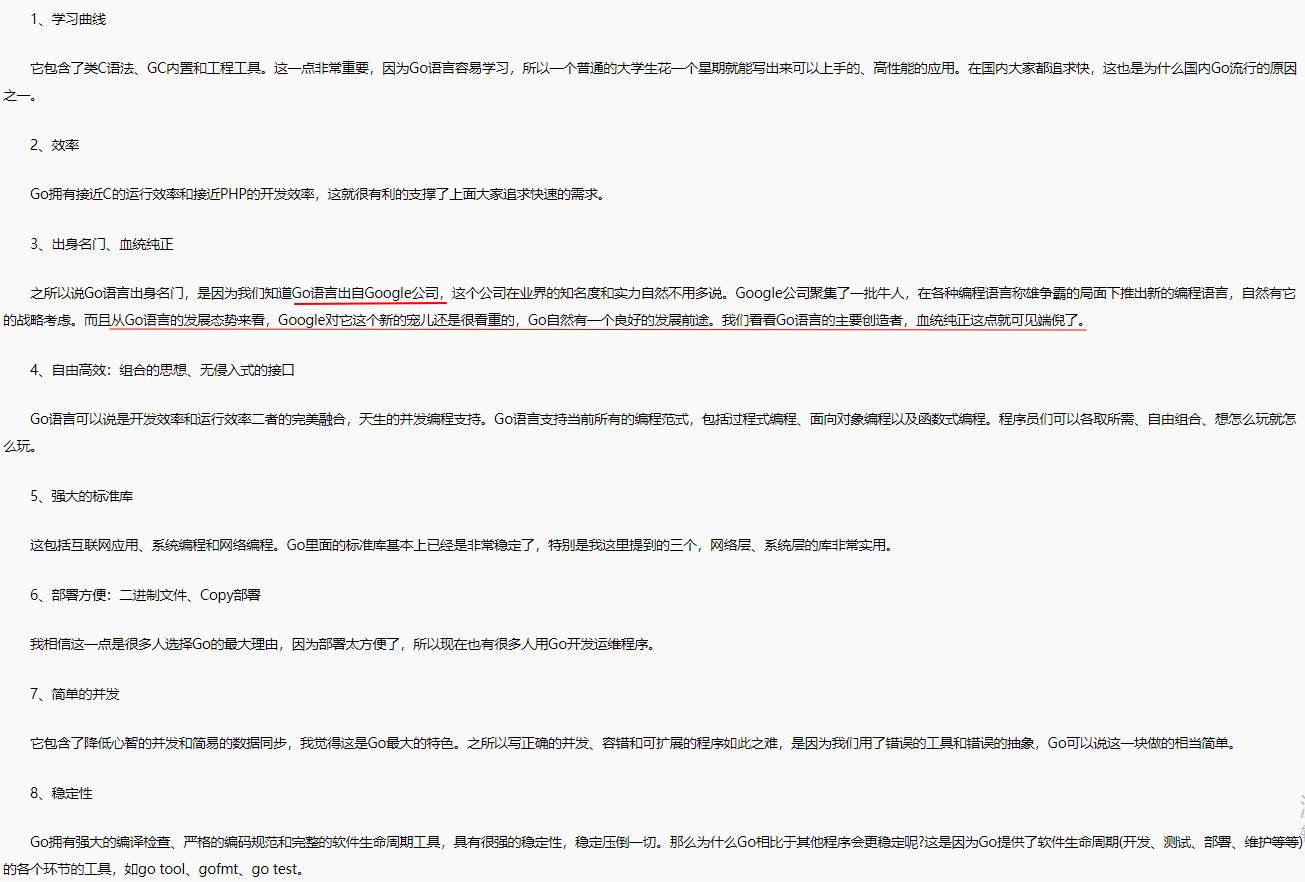 1、学习曲线
它包含了类C语法、GC内置和工程工具。这一点非常重要，因为Go语言容易学习，所以一个普通的大学生花一个星期就能写出来可以上手的、高性能的应用。在国内大家都追求快，这也是为什么国内Go流行的原因
之一。
2、效率
Go拥有接近C的运行效率和接近PHP的开发效率，这就很有利的支撑了上面大家追求快速的需求。
3、出身名门、血统纯正
之所以说Go语言出身名门，是因为我们知道Go语言出自Google公司，这个公司在业界的知名度和实力自然不用多说。Google公司聚集了一批牛人，在各种编程语言称雄争霸的局面下推出新的编程语言，自然有它
的战略考虑。而且从Go语言的发展态势来看，Google对它这个新的宠儿还是很看重的，Go自然有一个良好的发展前途。我们看看Go语言的主要创造者，血统纯正这点就可见端倪了。
4、自由高效：组合的思想、无侵入式的接口
Go语言可以说是开发效率和运行效率二者的完美融合，天生的并发编程支持。Go语言支持当前所有的编程范式，包括过程式编程、面向对象编程以及函数式编程。程序员们可以各取所需、自由组合、想怎么玩就怎
么玩。
5、强大的标准库
这包括互联网应用、系统编程和网络编程。Go里面的标准库基本上已经是非常稳定了，特别是我这里提到的三个，网络层、系统层的库非常实用。
6、部署方便：二进制文件、Copy部署
我相信这一点是很多人选择Go的最大理由，因为部署太方便了，所以现在也有很多人用Go开发运维程序。
7、简单的并发
它包含了降低心智的并发和简易的数据同步，我觉得这是Go最大的特色。之所以写正确的并发、容错和可扩展的程序如此之难，是因为我们用了错误的工具和错误的抽象，Go可以说这一块做的相当简单。
8、稳定性
Go拥有强大的编译检查、严格的编码规范和完整的软件生命周期工具，具有很强的稳定性，稳定压倒一切。那么为什么Go相比于其他程序会更稳定呢?这是因为Go提供了软件生命周期(开发、测试、部署、维护等等)
的各个环节的工具，如go tool、gofmt、go test。